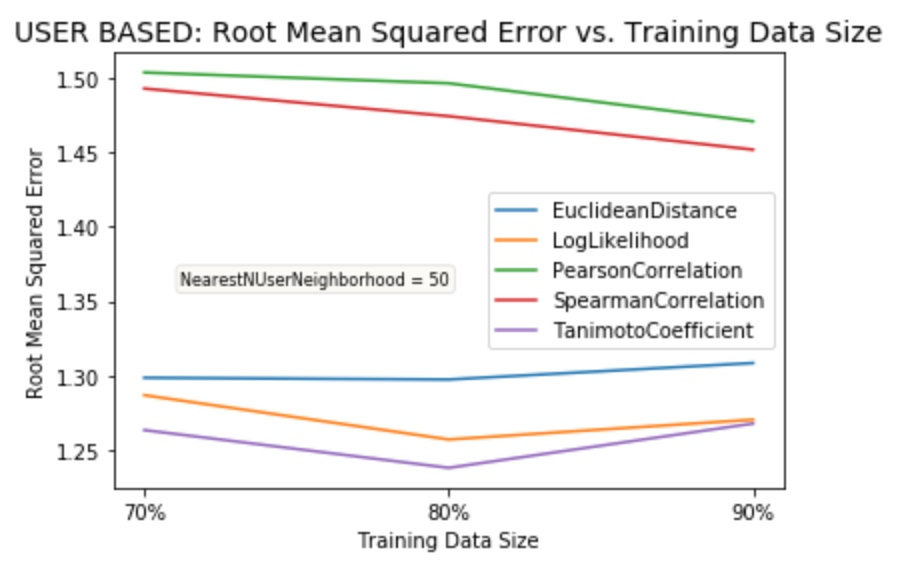 USER BASED: Root Mean Squared Error vs. Training Data Size
Root Mean Squared Error
1.50
1.45
1.40
1.35
1.30
1.25
NearestNUserNeighborhood = 50
EuclideanDistance
LogLikelihood
PearsonCorrelation
SpearmanCorrelation
TanimotoCoefficient
70%
80%
90%
Training Data Size